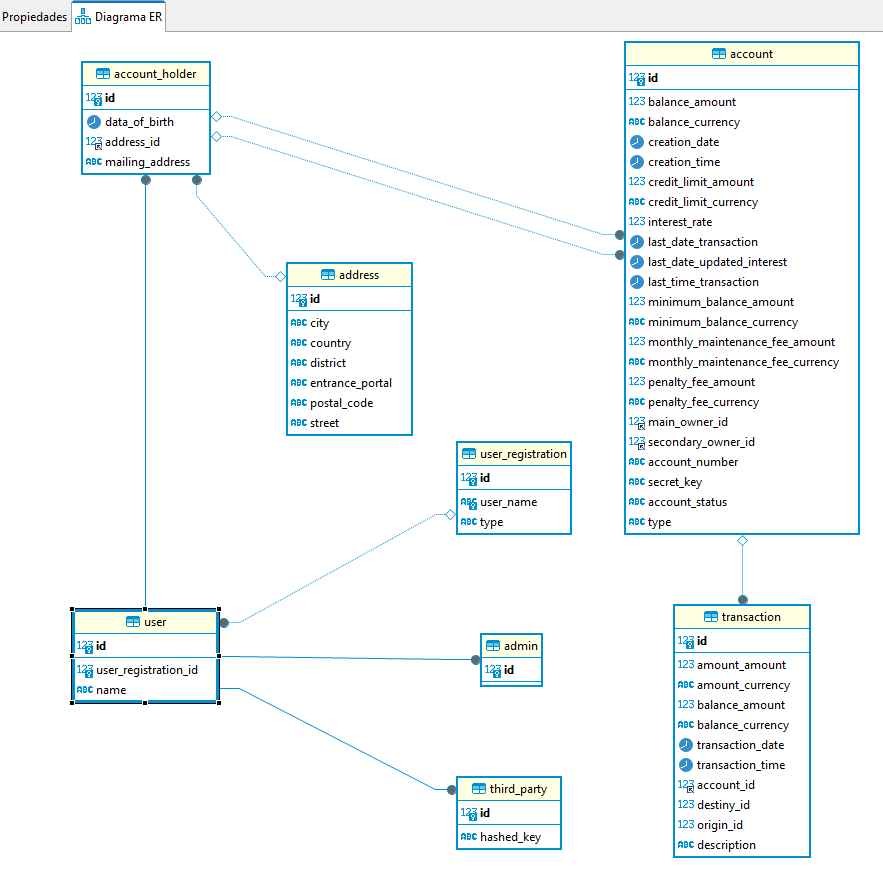 Propiedades
Diagrama ER
account_holder
123 id
data_of_birth
123 address_id
ABC mailing_address
account
123 id
123 balance_amount
ABC balance_currency
creation_date
creation_time
123 credit_limit_amount
ABC credit_limit_currency
123 interest_rate
last_date_transaction
last_date_updated_interest
last_time_transaction
123 minimum_balance_amount
ABC minimum_balance_currency
123 monthly_maintenance_fee_amount
ABC monthly_maintenance_fee_currency
123 penalty_fee_amount
ABC penalty_fee_currency
123 main_owner_id
123 secondary_owner_id
ABC account_number
ABC secret_key
ABC account_status
ABC type
address
123 id
ABC city
ABC country
ABC district
ABC entrance_portal
ABC postal_code
ABC street
user_registration
123 id
ABC user_name
ABC type
user
123 id
123 user_registration_id
ABC name
admin
123 id
third_party
123 id
ABC hashed_key
transaction
123 id
123 amount_amount
ABC amount_currency
123 balance_amount
ABC balance_currency
transaction_date
transaction_time
123 account_id
123 destiny_id
123 origin_id
ABC description